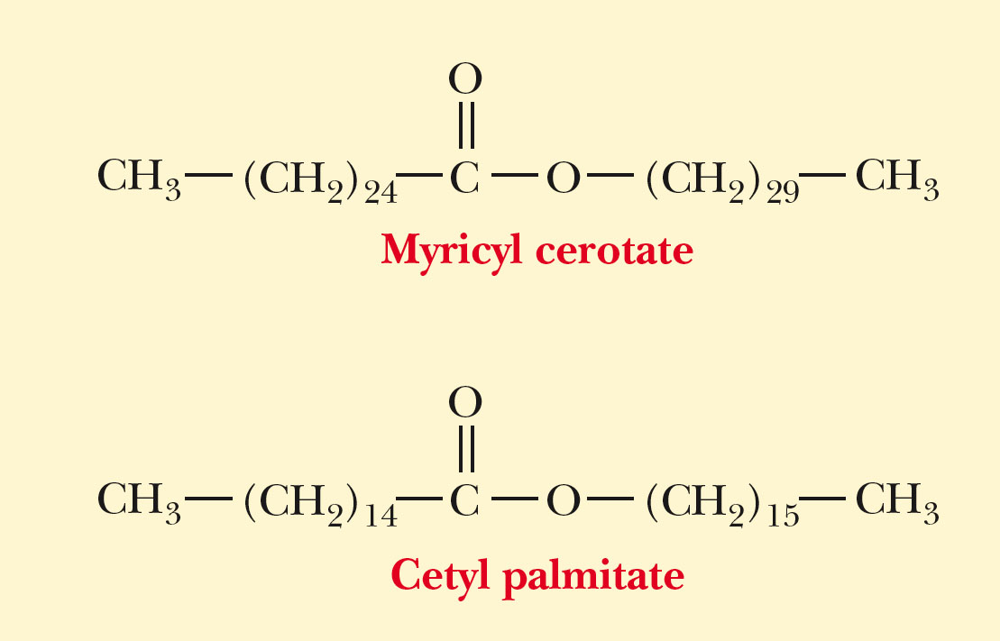 O
CH₃—(CH₂)₂₄—C—O—(CH₂)₂₉—CH₃
Myricyl cerotate
O
CH₃—(CH₂)₁₄—C—O—(CH₂)₁₅—CH₃
Cetyl palmitate